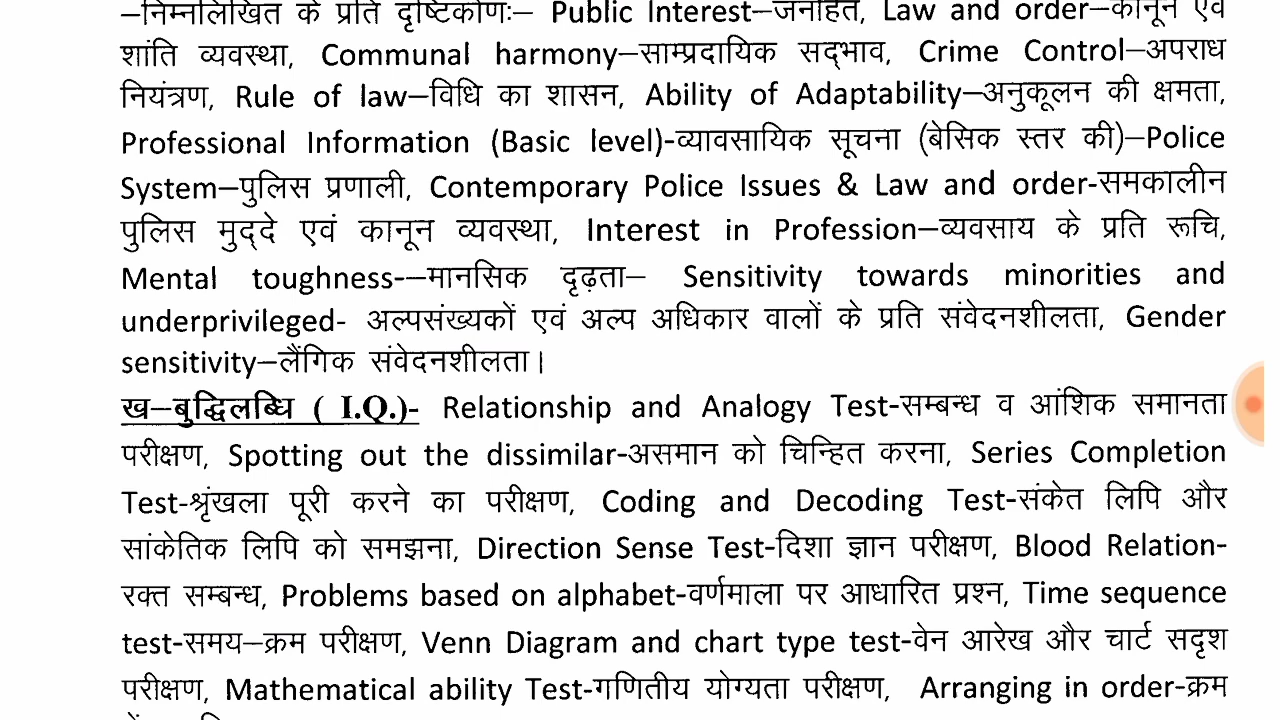 –निम्नलिखित के प्रति दृष्टिकोणः– Public Interest–जनहित, Law and order–कानून एवं
शांति व्यवस्था, Communal harmony–साम्प्रदायिक सद्‌भाव, Crime Control–अपराध
नियंत्रण, Rule of law–विधि का शासन, Ability of Adaptability–अनुकूलन की क्षमता,
Professional Information (Basic level)-व्यावसायिक सूचना (बेसिक स्तर की)–Police
System–पुलिस प्रणाली, Contemporary Police Issues & Law and order-समकालीन
पुलिस मुद्‌दे एवं कानून व्यवस्था, Interest in Profession–व्यवसाय के प्रति रूचि,
Mental toughness-–मानसिक दृढ़ता– Sensitivity towards minorities and
underprivileged- अल्पसंख्यकों एवं अल्प अधिकार वालों के प्रति संवेदनशीलता, Gender
sensitivity–लैंगिक संवेदनशीलता।
ख–बुद्धिलब्धि ( I.Q.)- Relationship and Analogy Test-सम्बन्ध व आंशिक समानता
परीक्षण, Spotting out the dissimilar-असमान को चिन्हित करना, Series Completion
Test-श्रृंखला पूरी करने का परीक्षण, Coding and Decoding Test-संकेत लिपि और
सांकेतिक लिपि को समझना, Direction Sense Test-दिशा ज्ञान परीक्षण, Blood Relation-
रक्त सम्बन्ध, Problems based on alphabet-वर्णमाला पर आधारित प्रश्न, Time sequence
test-समय–क्रम परीक्षण, Venn Diagram and chart type test-वेन आरेख और चार्ट सदृश
परीक्षण, Mathematical ability Test-गणितीय योग्यता परीक्षण, Arranging in order-क्रम